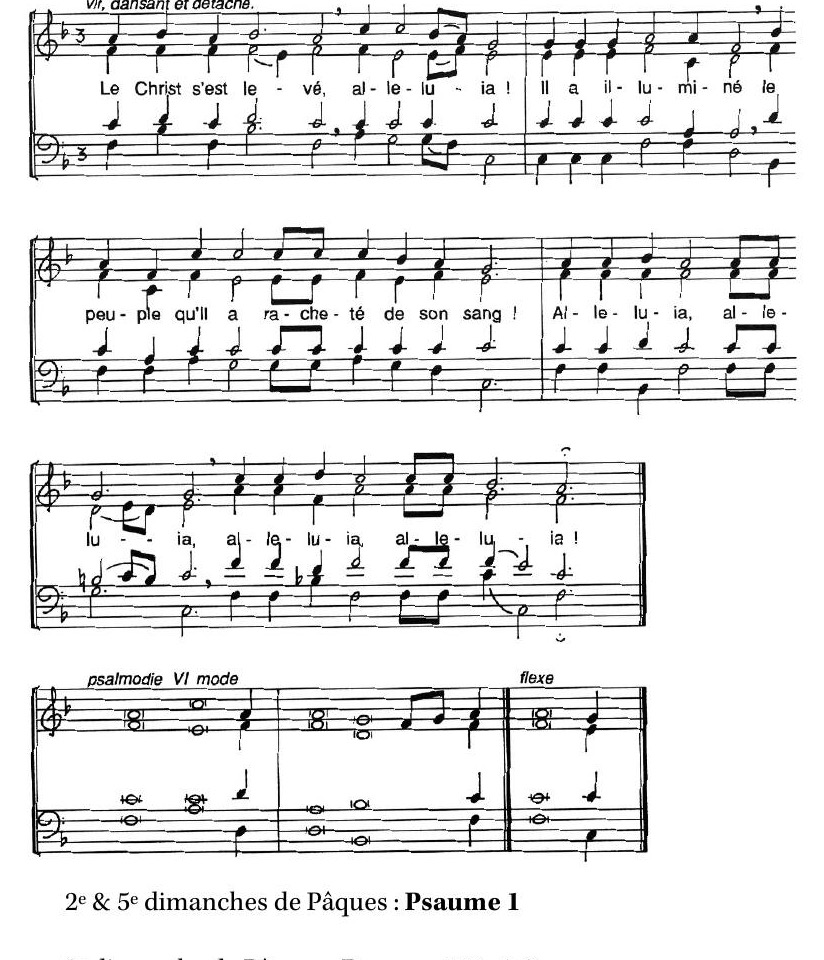 vif, dansant et détaché.
Le Christ s'est le - vé, al - le - lu - ia ! Il a il - lu - mi - né le
peu - ple qu'il a ra - che - té de son sang ! Al - le - lu - ia, al - le -
lu - - ia, al - le - lu - ia, al - le - lu - ia !
psalmodie VI mode flexe
2e & 5e dimanches de Pâques : Psaume 1